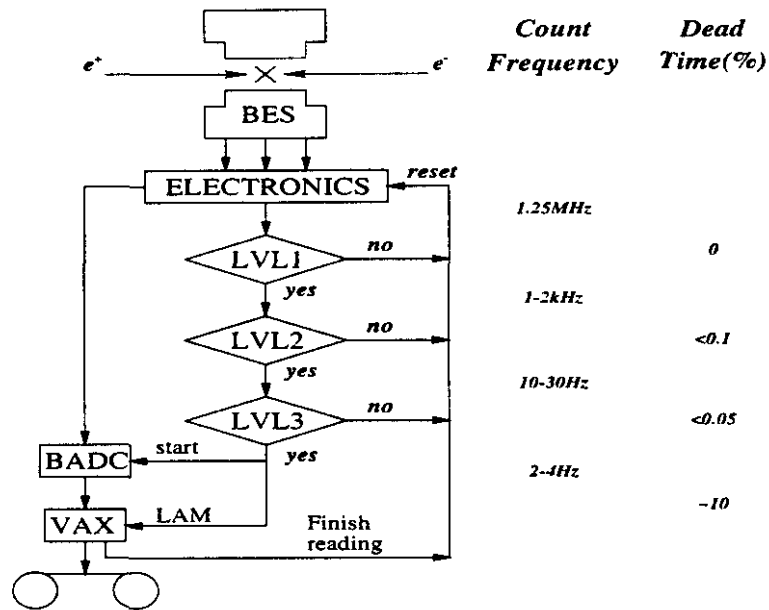 Count Dead
Frequency Time(%)
e+ e-
BES
ELECTRONICS reset
1.25MHz
LVL1 no
0
yes
1-2kHz
LVL2 no
<0.1
yes
10-30Hz
LVL3 no
<0.05
yes
BADC start
2-4Hz
~10
VAX LAM
Finish
reading